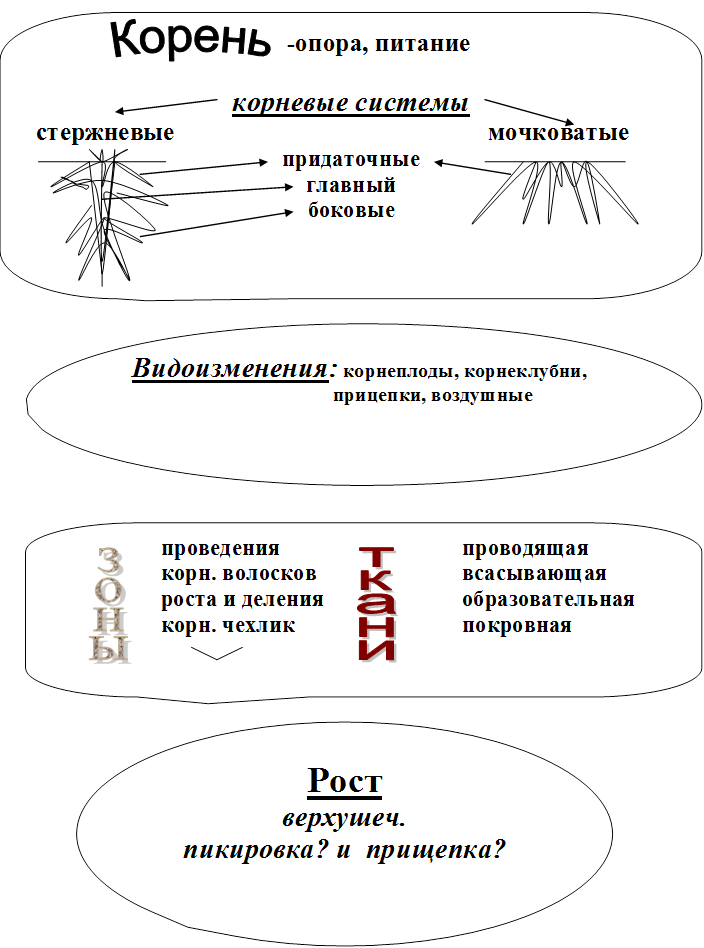 Корень -опора, питание
корневые системы
стержневые мочковатые
придаточные
главный
боковые
Видоизменения: корнеплоды, корнеклубни,
прицепки, воздушные
зоны
проведения
корн. волосков
роста и деления
корн. чехлик
ткани
проводящая
всасывающая
образовательная
покровная
Рост
верхушеч.
пикировка? и прищепка?